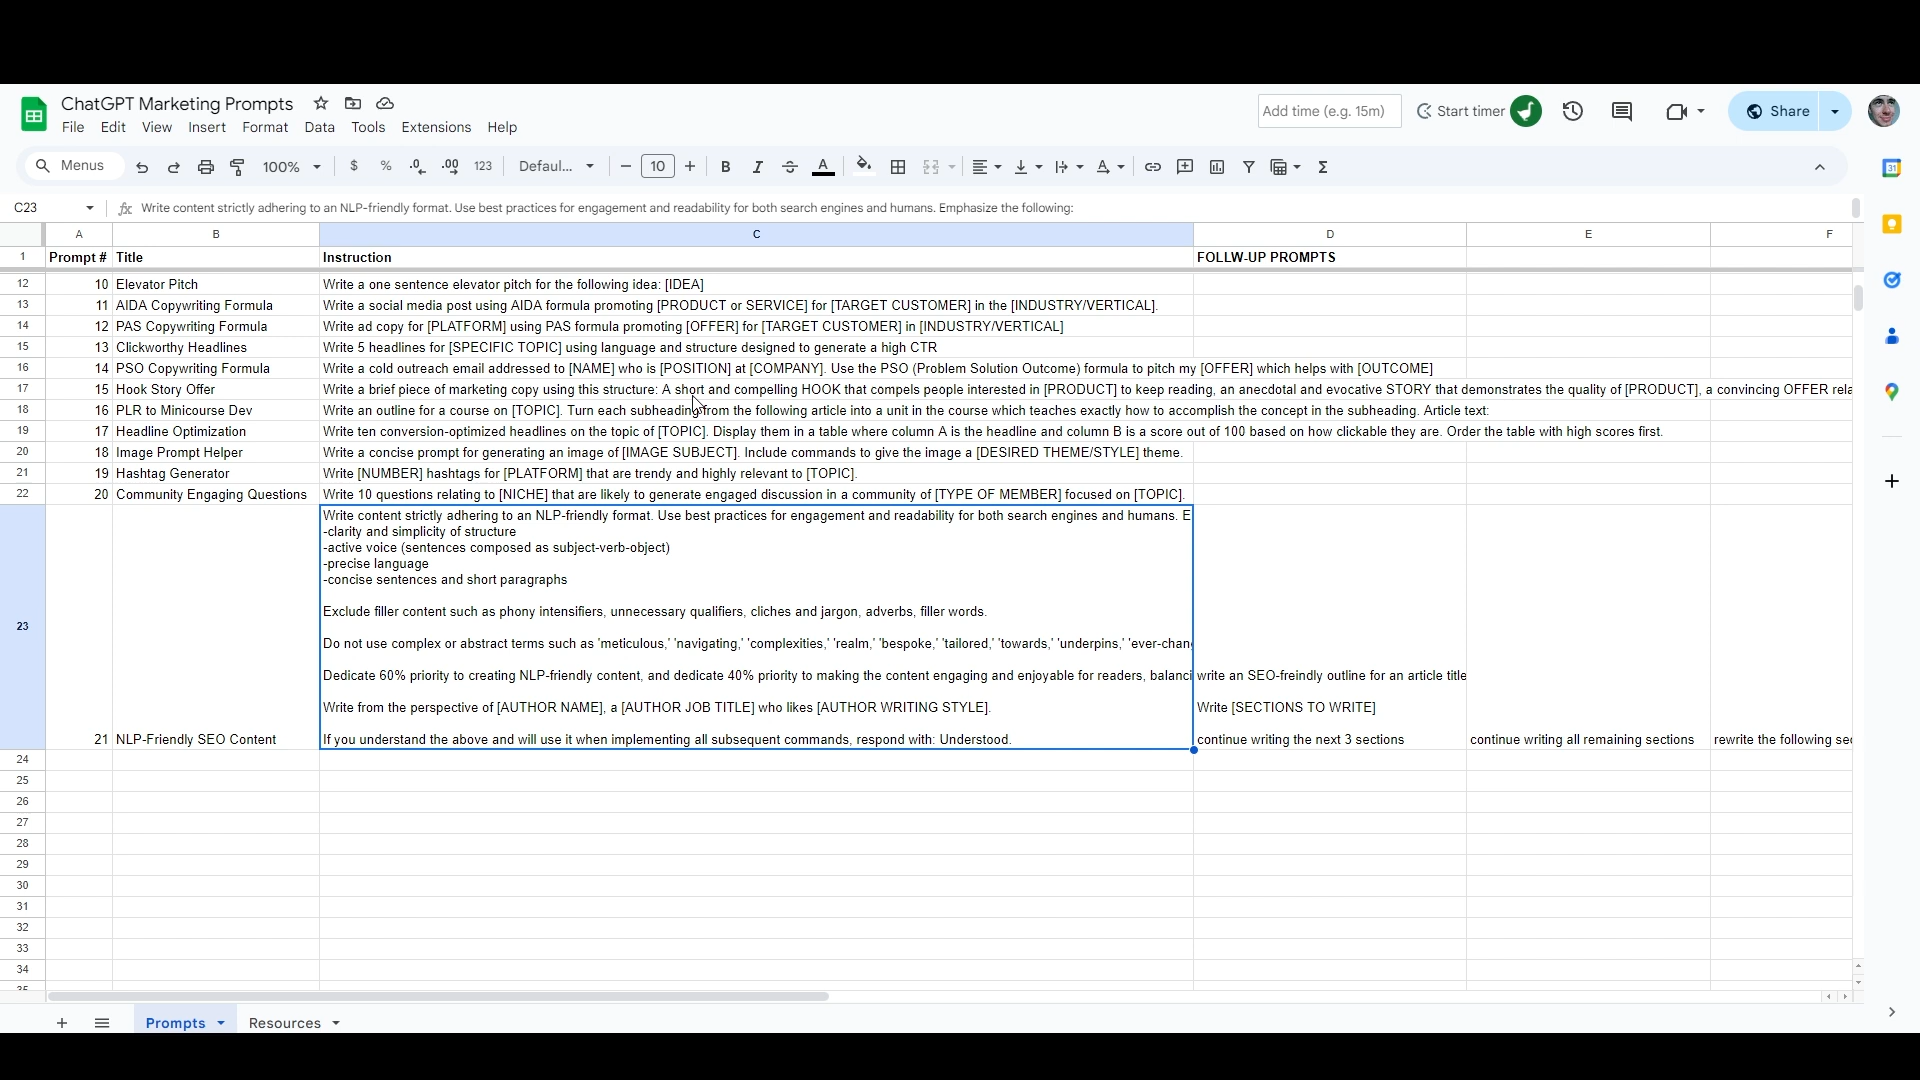 ChatGPT Marketing Prompts
Add time (e.g. 15m)
Start timer
Share
File Edit View Insert Format Data Tools Extensions Help
Menus 100% $ % .0 .00 123 Defaul... 10 B I A
C23 fx Write content strictly adhering to an NLP-friendly format. Use best practices for engagement and readability for both search engines and humans. Emphasize the following:
A B C D E F
1 Prompt # Title Instruction FOLLW-UP PROMPTS
12 10 Elevator Pitch Write a one sentence elevator pitch for the following idea: [IDEA]
13 11 AIDA Copywriting Formula Write a social media post using AIDA formula promoting [PRODUCT or SERVICE] for [TARGET CUSTOMER] in the [INDUSTRY/VERTICAL].
14 12 PAS Copywriting Formula Write ad copy for [PLATFORM] using PAS formula promoting [OFFER] for [TARGET CUSTOMER] in [INDUSTRY/VERTICAL]
15 13 Clickworthy Headlines Write 5 headlines for [SPECIFIC TOPIC] using language and structure designed to generate a high CTR
16 14 PSO Copywriting Formula Write a cold outreach email addressed to [NAME] who is [POSITION] at [COMPANY]. Use the PSO (Problem Solution Outcome) formula to pitch my [OFFER] which helps with [OUTCOME]
17 15 Hook Story Offer Write a brief piece of marketing copy using this structure: A short and compelling HOOK that compels people interested in [PRODUCT] to keep reading, an anecdotal and evocative STORY that demonstrates the quality of [PRODUCT], a convincing OFFER rela
18 16 PLR to Minicourse Dev Write an outline for a course on [TOPIC]. Turn each subheading from the following article into a unit in the course which teaches exactly how to accomplish the concept in the subheading. Article text:
19 17 Headline Optimization Write ten conversion-optimized headlines on the topic of [TOPIC]. Display them in a table where column A is the headline and column B is a score out of 100 based on how clickable they are. Order the table with high scores first.
20 18 Image Prompt Helper Write a concise prompt for generating an image of [IMAGE SUBJECT]. Include commands to give the image a [DESIRED THEME/STYLE] theme.
21 19 Hashtag Generator Write [NUMBER] hashtags for [PLATFORM] that are trendy and highly relevant to [TOPIC].
22 20 Community Engaging Questions Write 10 questions relating to [NICHE] that are likely to generate engaged discussion in a community of [TYPE OF MEMBER] focused on [TOPIC].
Write content strictly adhering to an NLP-friendly format. Use best practices for engagement and readability for both search engines and humans. E
-clarity and simplicity of structure
-active voice (sentences composed as subject-verb-object)
-precise language
-concise sentences and short paragraphs
Exclude filler content such as phony intensifiers, unnecessary qualifiers, cliches and jargon, adverbs, filler words.
23
Do not use complex or abstract terms such as 'meticulous,' 'navigating,' 'complexities,' 'realm,' 'bespoke,' 'tailored,' 'towards,' 'underpins,' 'ever-chan
Dedicate 60% priority to creating NLP-friendly content, and dedicate 40% priority to making the content engaging and enjoyable for readers, balanci write an SEO-freindly outline for an article title
Write from the perspective of [AUTHOR NAME], a [AUTHOR JOB TITLE] who likes [AUTHOR WRITING STYLE]. Write [SECTIONS TO WRITE]
21 NLP-Friendly SEO Content If you understand the above and will use it when implementing all subsequent commands, respond with: Understood. continue writing the next 3 sections continue writing all remaining sections rewrite the following se
24
25
26
27
28
29
30
31
32
33
34
35
Prompts Resources
31